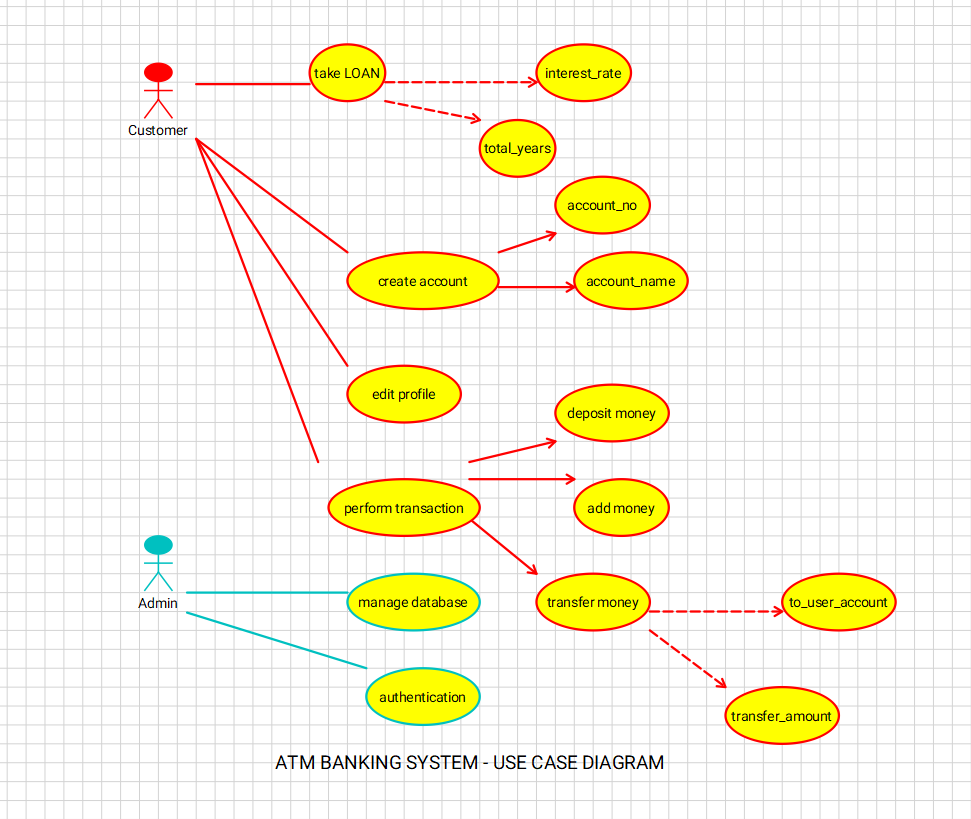 take LOAN
interest_rate
Customer
total_years
account_no
create account
account_name
edit profile
deposit money
perform transaction
add money
Admin
manage database
transfer money
to_user_account
authentication
transfer_amount
ATM BANKING SYSTEM - USE CASE DIAGRAM